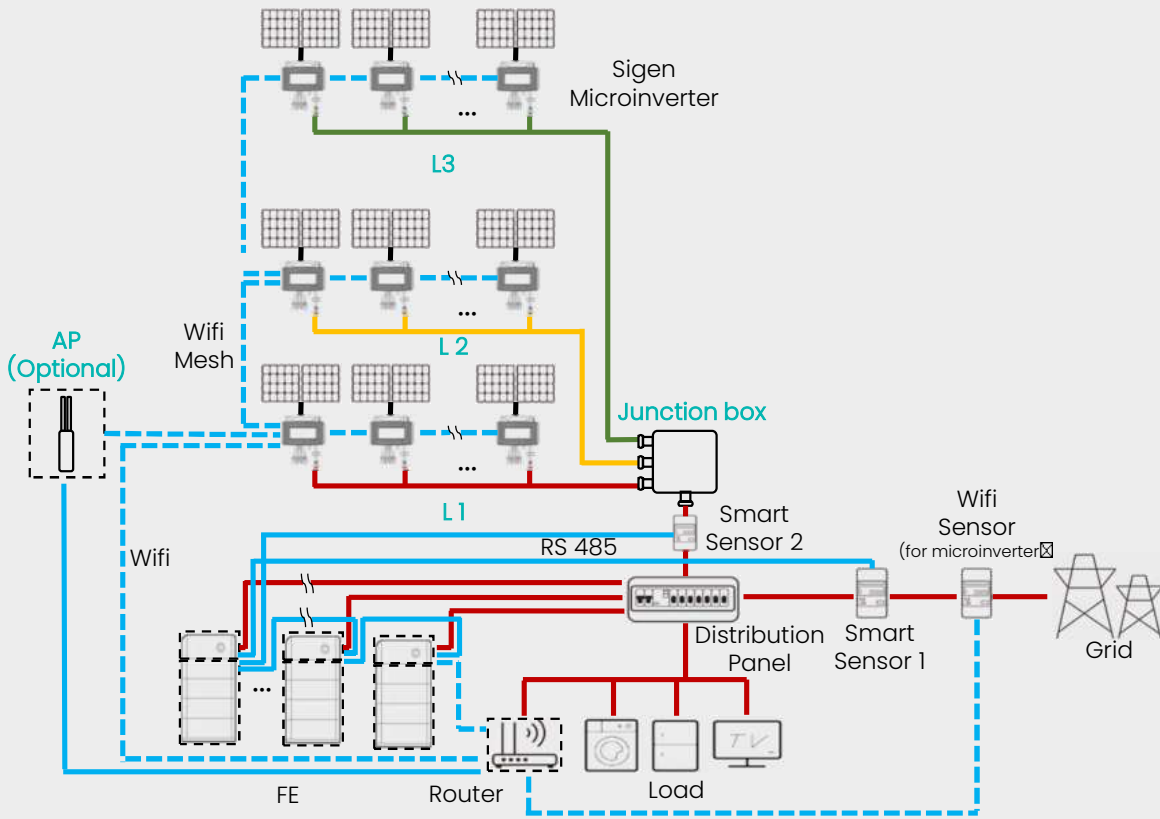 Sigen
Microinverter
...
L3
...
Wifi
Mesh
L 2
AP
(Optional)
Junction box
...
L 1
Smart
Sensor 2
Wifi
Sensor
(for microinverter
RS 485
Wifi
Distribution
Panel
Smart
Sensor 1
Grid
...
TV
FE
Router
Load